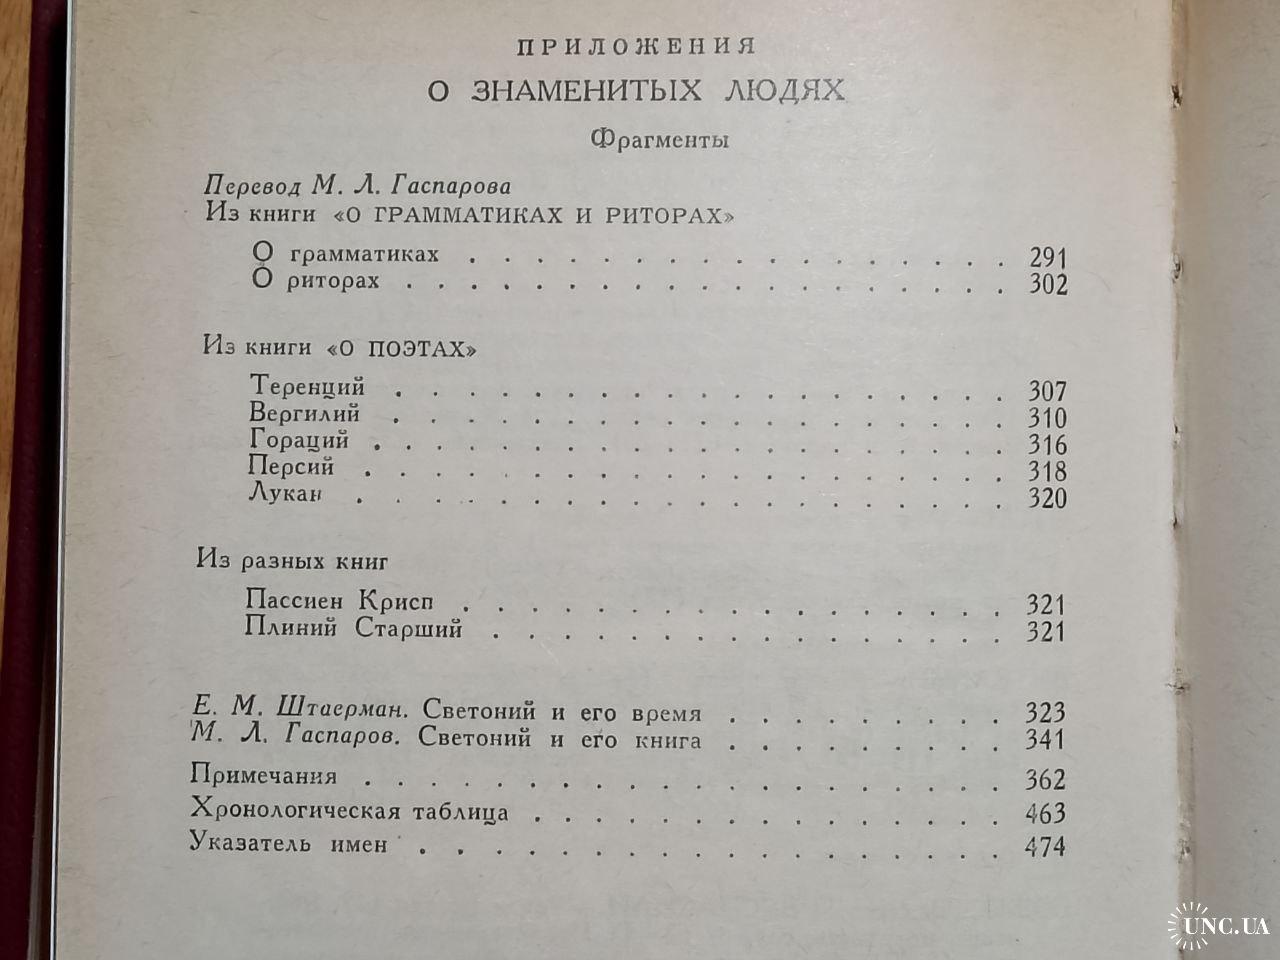 ПРИЛОЖЕНИЯ
О ЗНАМЕНИТЫХ ЛЮДЯХ
Фрагменты
Перевод М. Л. Гаспарова
Из книги «О ГРАММАТИКАХ И РИТОРАХ»
О грамматиках . . . . . . . . . . . . . . . . . 291
О риторах . . . . . . . . . . . . . . . . . . . 302
Из книги «О ПОЭТАХ»
Теренций . . . . . . . . . . . . . . . . . . . 307
Вергилий . . . . . . . . . . . . . . . . . . . 310
Гораций . . . . . . . . . . . . . . . . . . . . 316
Персий . . . . . . . . . . . . . . . . . . . . 318
Лукан . . . . . . . . . . . . . . . . . . . . 320
Из разных книг
Пассиен Крисп . . . . . . . . . . . . . . . . . 321
Плиний Старший . . . . . . . . . . . . . . . . 321
Е. М. Штаерман. Светоний и его время . . . . . . . . . 323
М. Л. Гаспаров. Светоний и его книга . . . . . . . . . 341
Примечания . . . . . . . . . . . . . . . . . . . 362
Хронологическая таблица . . . . . . . . . . . . . . 463
Указатель имен . . . . . . . . . . . . . . . . . . 474
UNC.UA